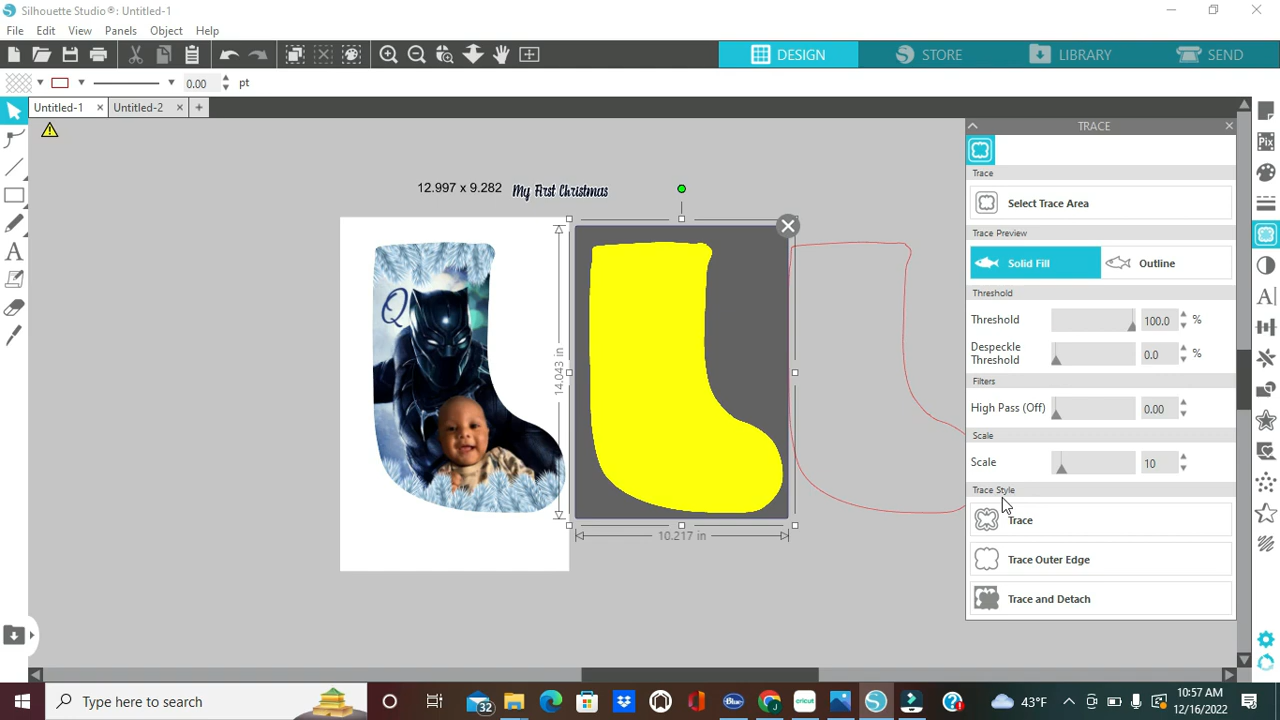 Silhouette Studio®: Untitled-1
File Edit View Panels Object Help
DESIGN STORE LIBRARY SEND
0.00 pt
Untitled-1 × Untitled-2 × +
TRACE
Trace
Select Trace Area
Trace Preview
Solid Fill Outline
Threshold
Threshold 100.0 %
Despeckle
Threshold 0.0 %
Filters
High Pass (Off) 0.00
Scale
Scale 10
Trace Style
Trace
Trace Outer Edge
Trace and Detach
12.997 x 9.282 My First Christmas
Q
14.043 in
10.217 in
Type here to search
32
Blue
cricut
43°F
10:57 AM
12/16/2022